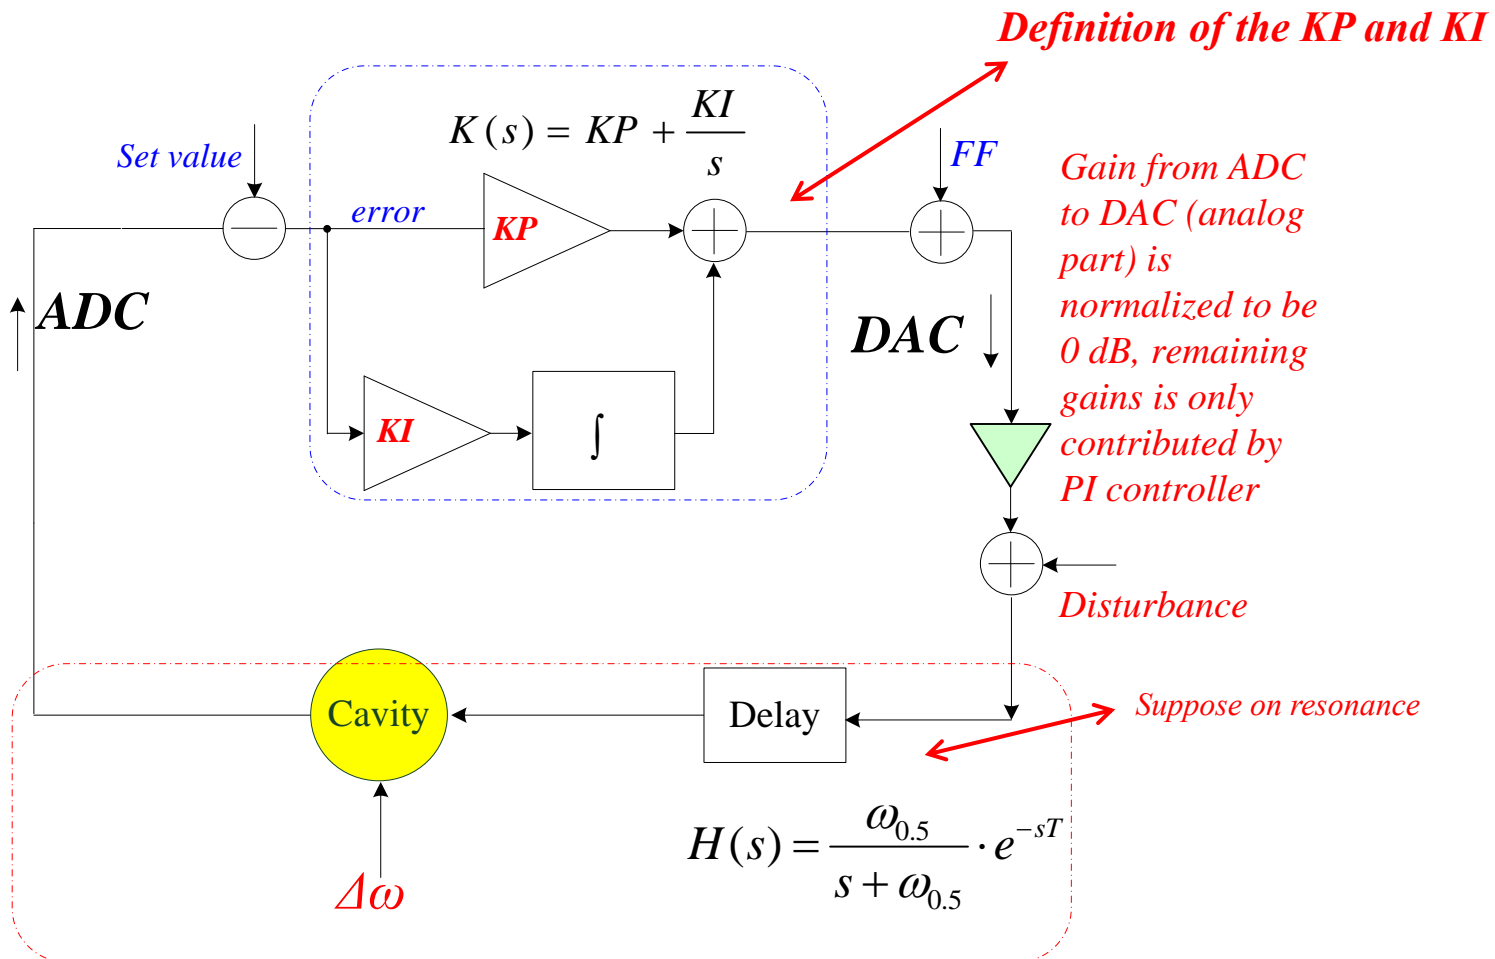 Definition of the KP and KI
K(s) = KP + KI/s
Set value
error
KP
FF
Gain from ADC
to DAC (analog
part) is
normalized to be
0 dB, remaining
gains is only
contributed by
PI controller
ADC
DAC
KI
∫
Disturbance
Cavity
Delay
Suppose on resonance
H(s) = ω0.5/(s + ω0.5) · e^−sT
Δω